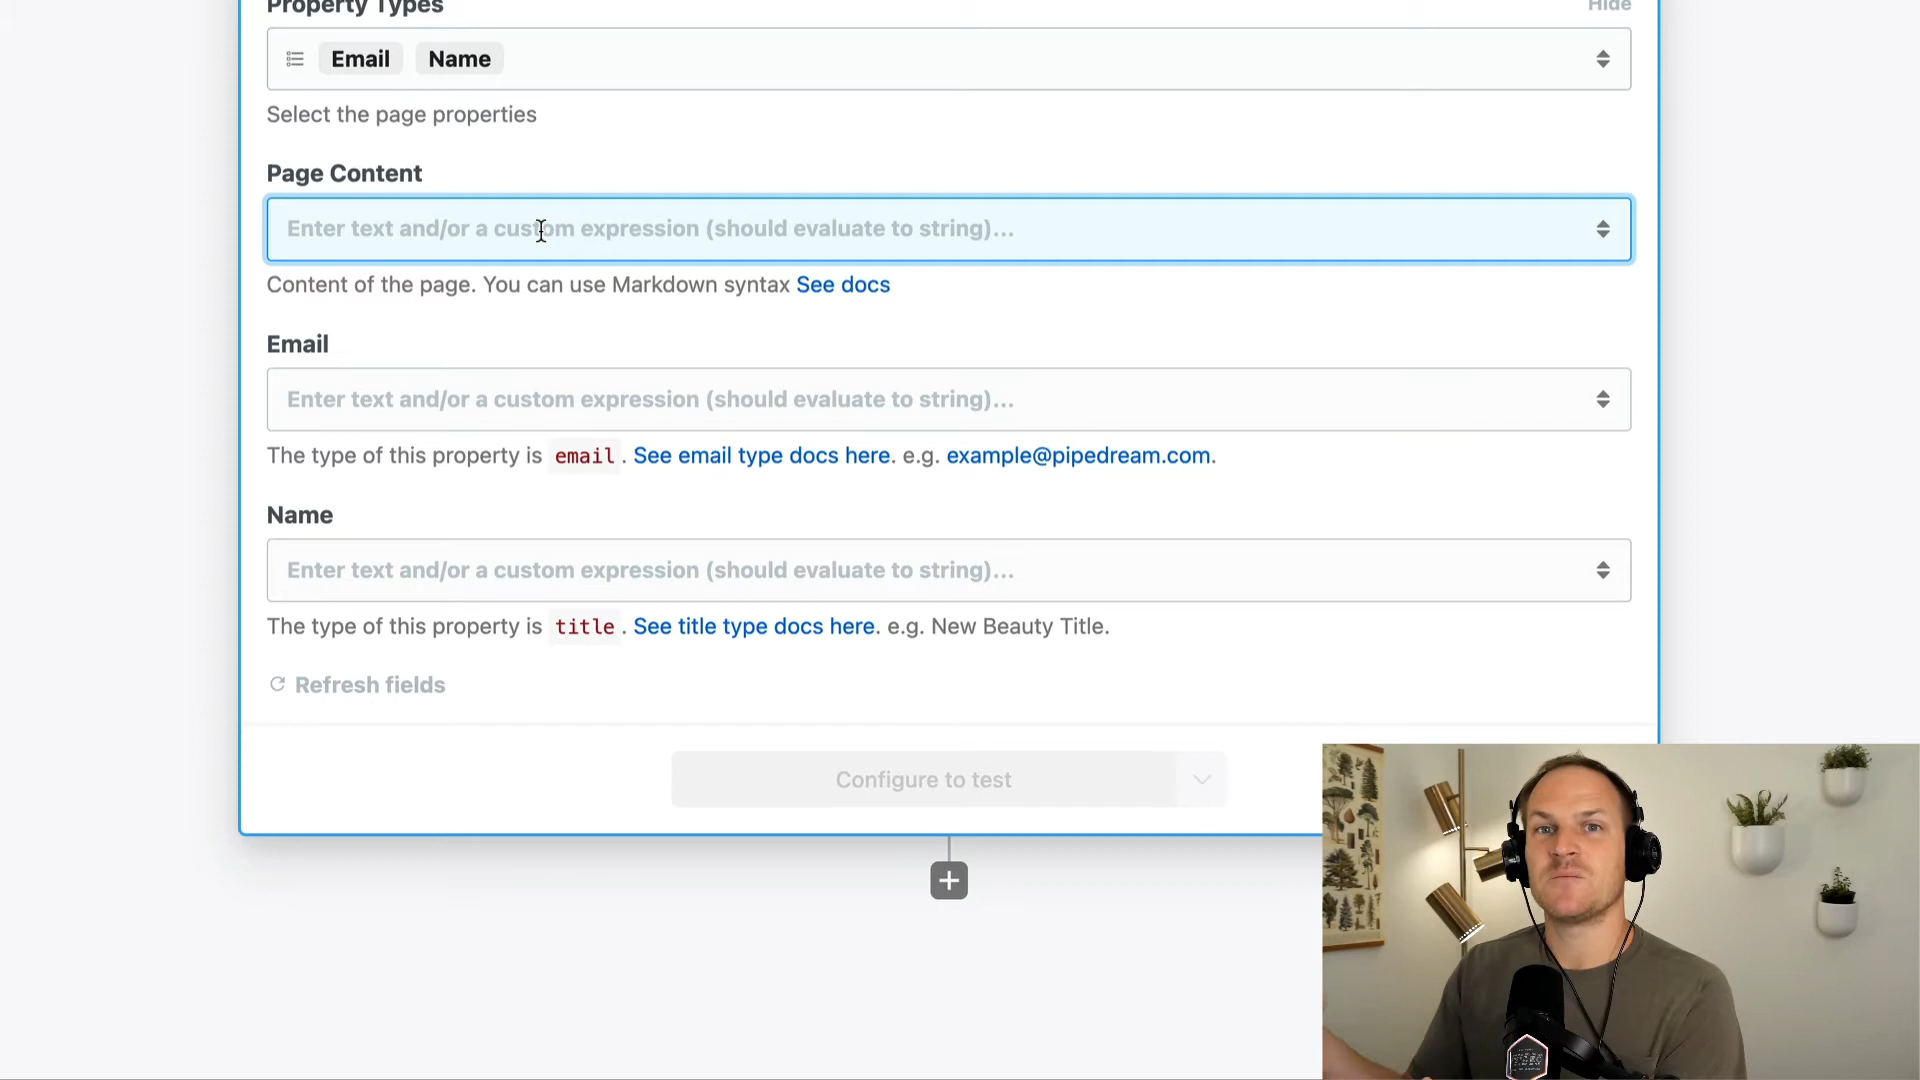 Property Types
Hide
Email Name
Select the page properties
Page Content
Enter text and/or a custom expression (should evaluate to string)...
Content of the page. You can use Markdown syntax See docs
Email
Enter text and/or a custom expression (should evaluate to string)...
The type of this property is email. See email type docs here. e.g. example@pipedream.com.
Name
Enter text and/or a custom expression (should evaluate to string)...
The type of this property is title. See title type docs here. e.g. New Beauty Title.
Refresh fields
Configure to test